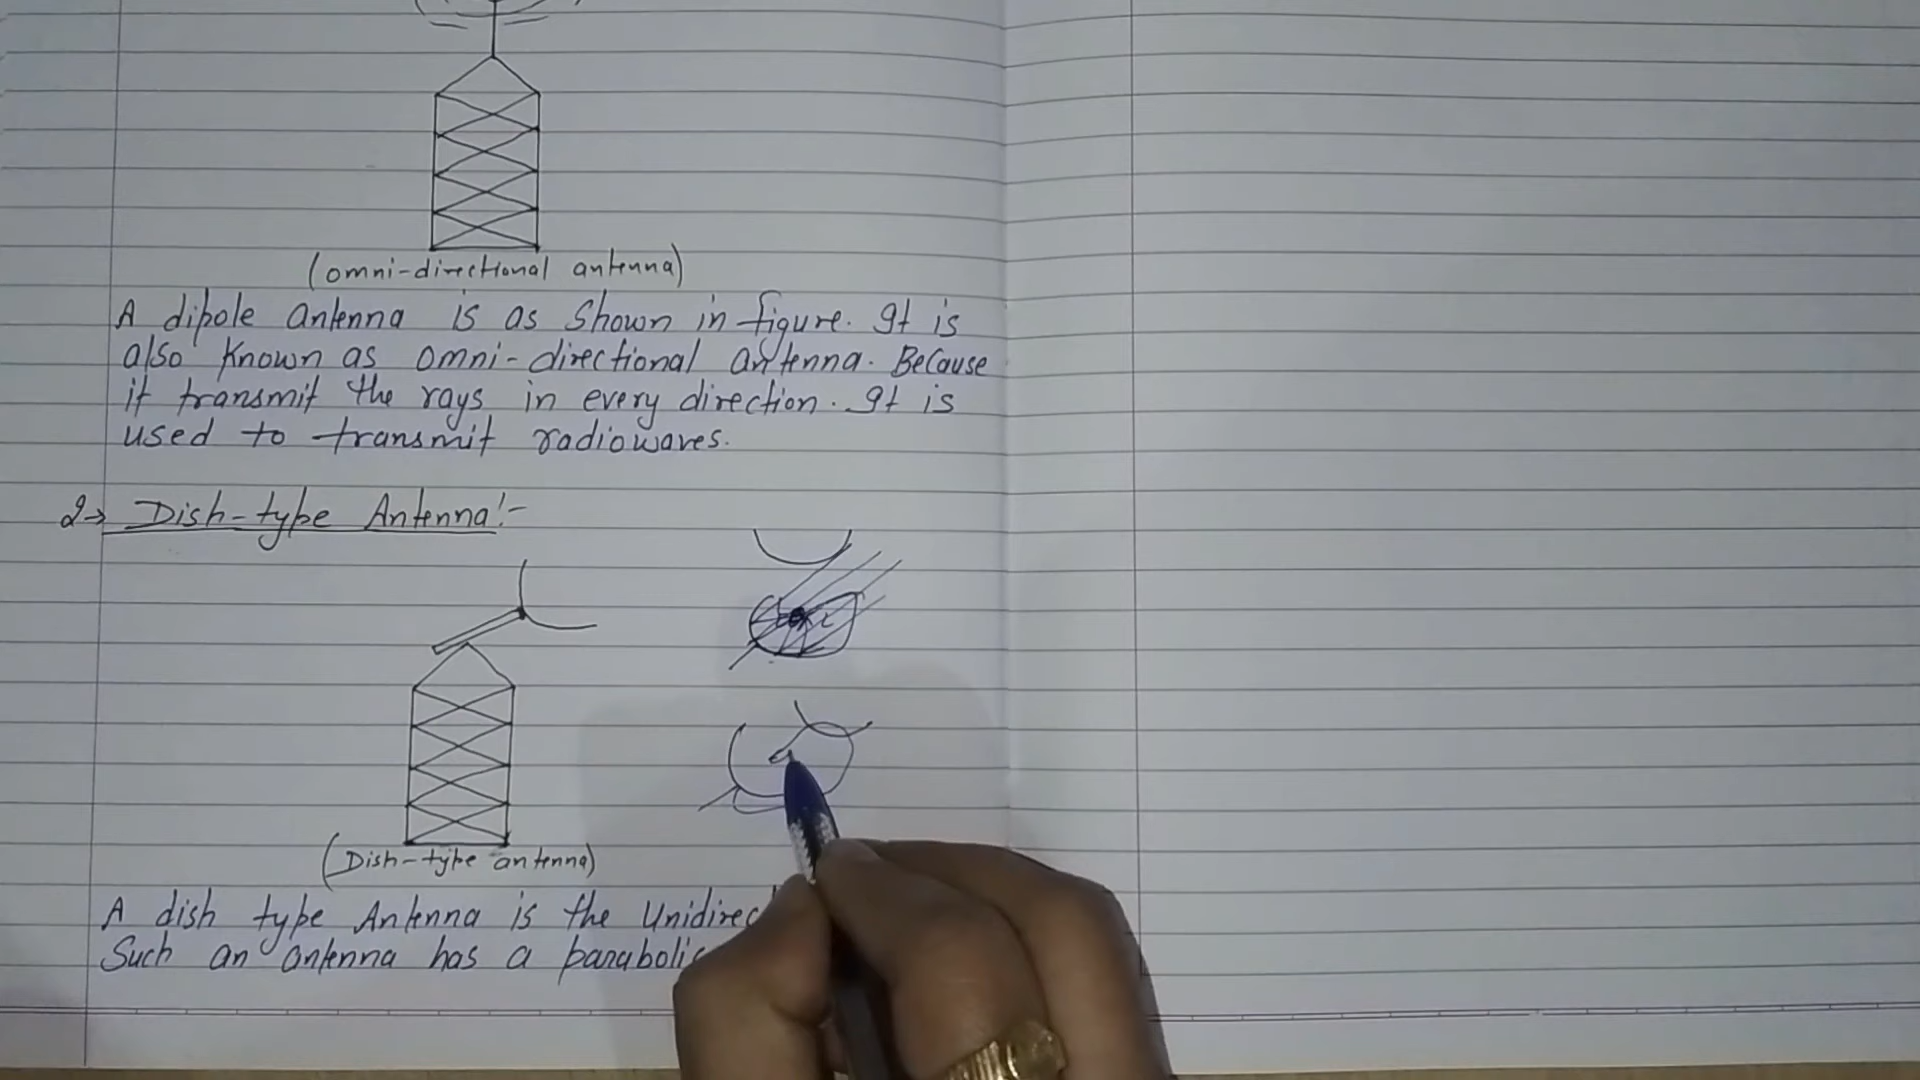 (omni-directional antenna)
A dipole antenna is as shown in figure. It is
also known as omni-directional antenna. Because
it transmit the rays in every direction. It is
used to transmit radiowaves.
2→ Dish-type Antenna:-
(Dish-type antenna)
A dish type Antenna is the Unidirec
Such an antenna has a parabolic